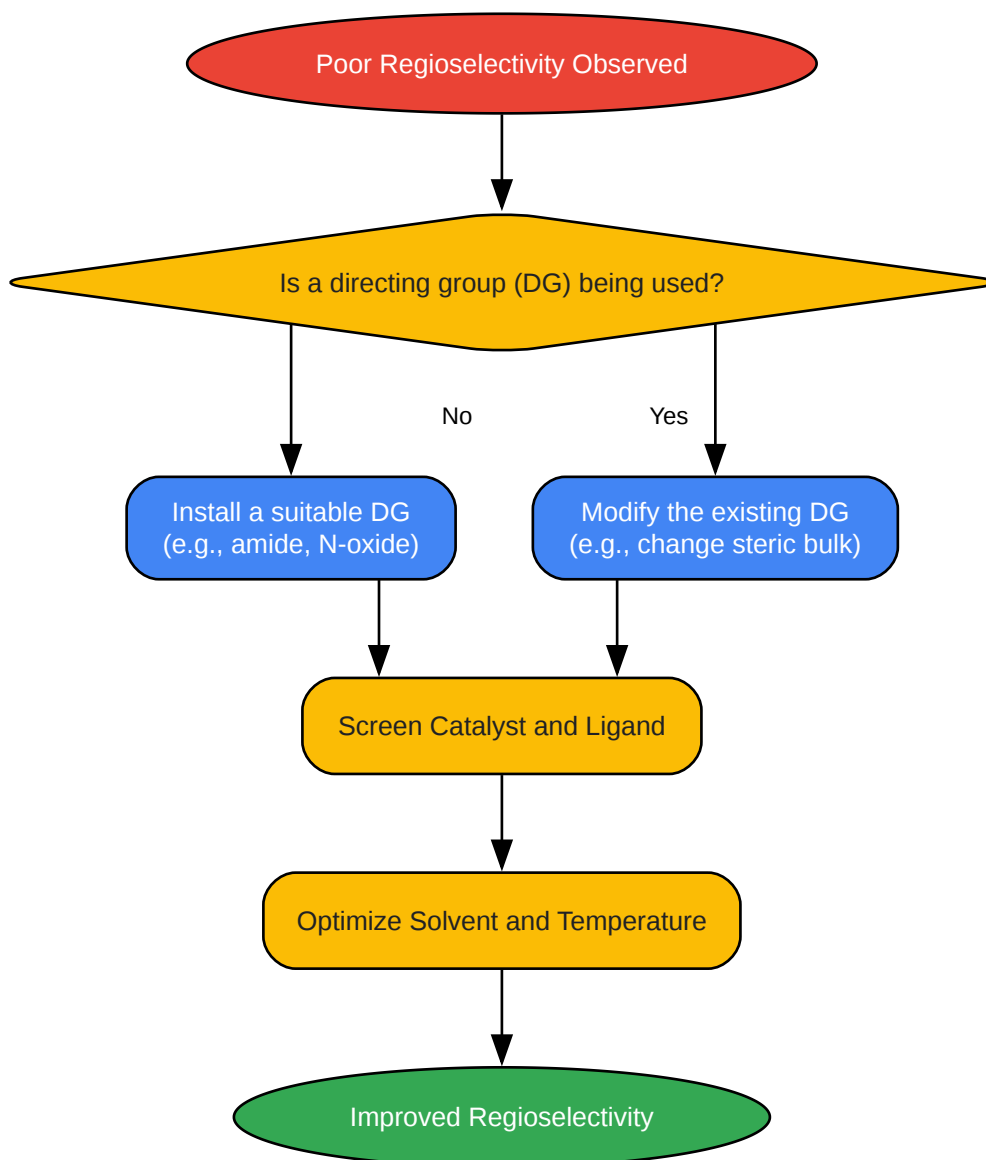 Poor Regioselectivity Observed
Is a directing group (DG) being used?
No
Yes
Install a suitable DG
(e.g., amide, N-oxide)
Modify the existing DG
(e.g., change steric bulk)
Screen Catalyst and Ligand
Optimize Solvent and Temperature
Improved Regioselectivity